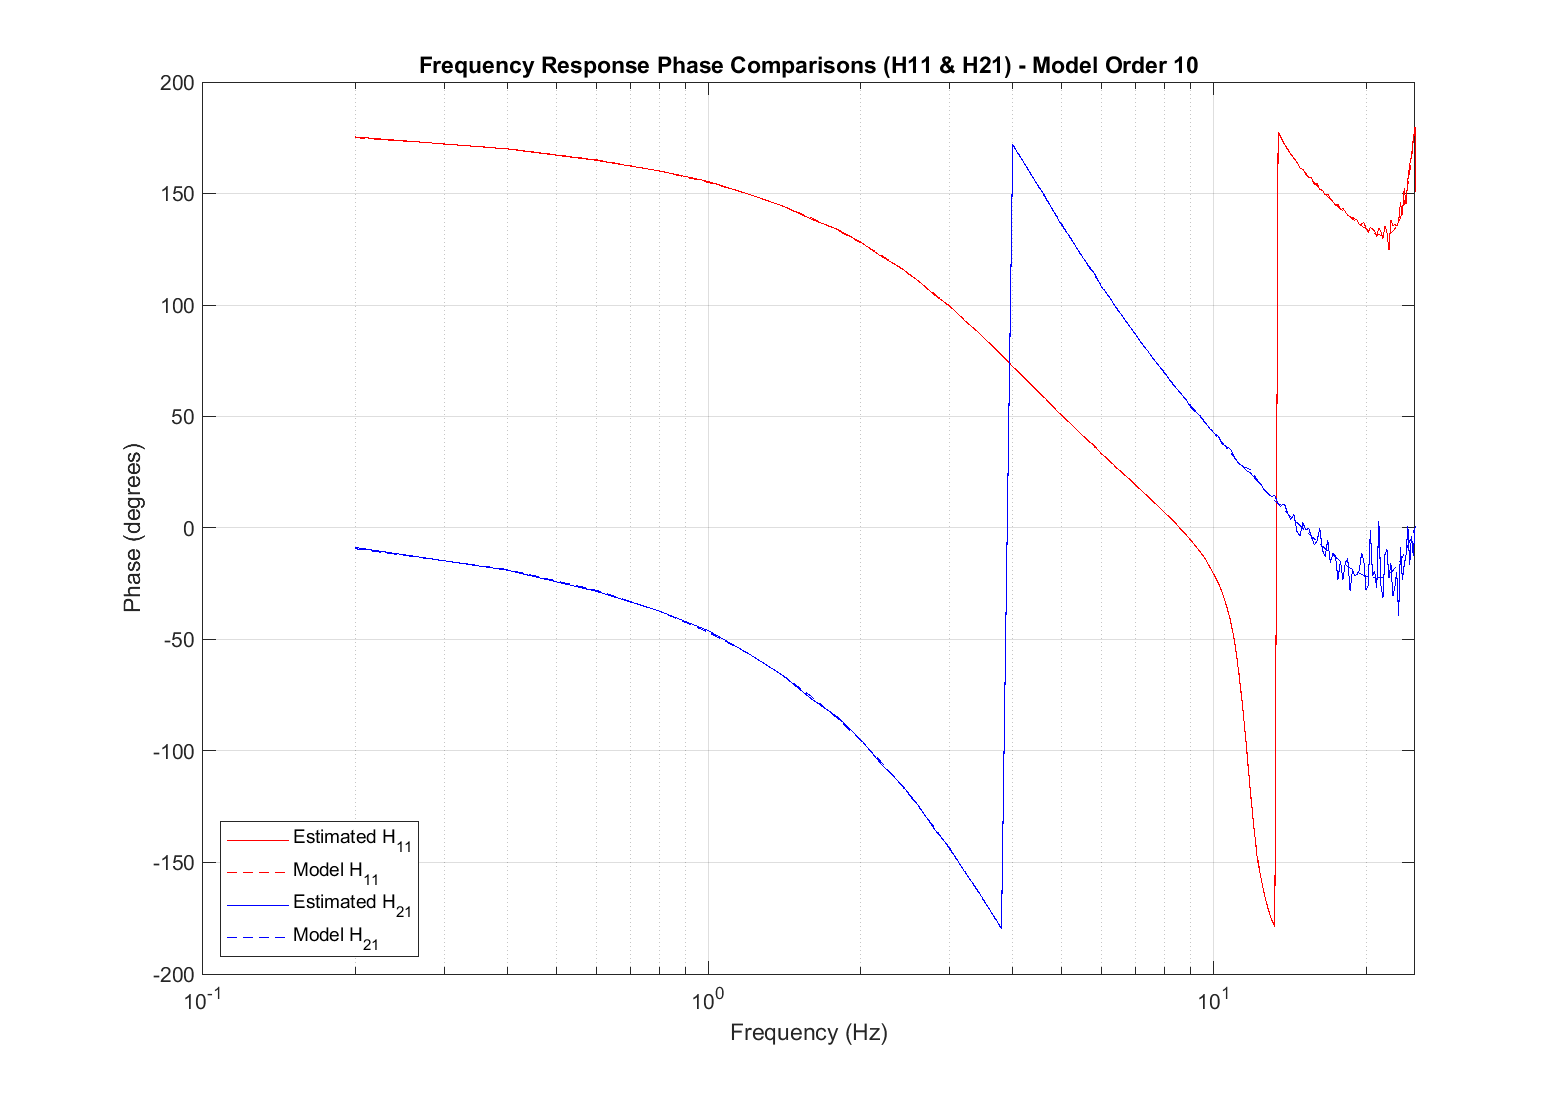 Frequency Response Phase Comparisons (H11 & H21) - Model Order 10
200
150
100
50
0
-50
-100
-150
-200
Phase (degrees)
Estimated H11
Model H11
Estimated H21
Model H21
10-1
100
101
Frequency (Hz)